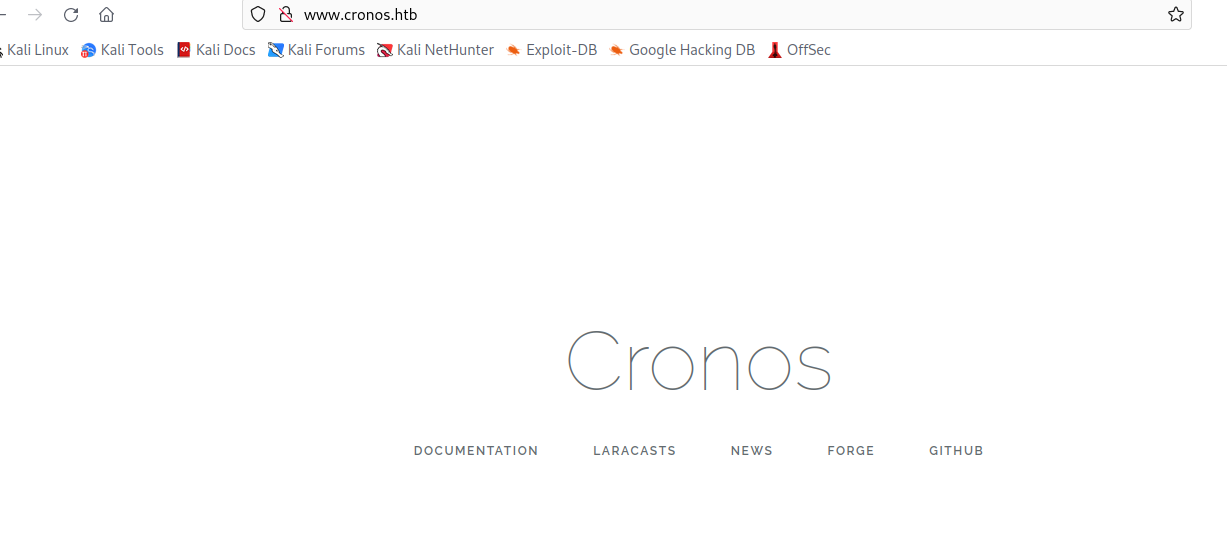 www.cronos.htb
Kali Linux Kali Tools Kali Docs Kali Forums Kali NetHunter Exploit-DB Google Hacking DB OffSec
Cronos
DOCUMENTATION LARACASTS NEWS FORGE GITHUB